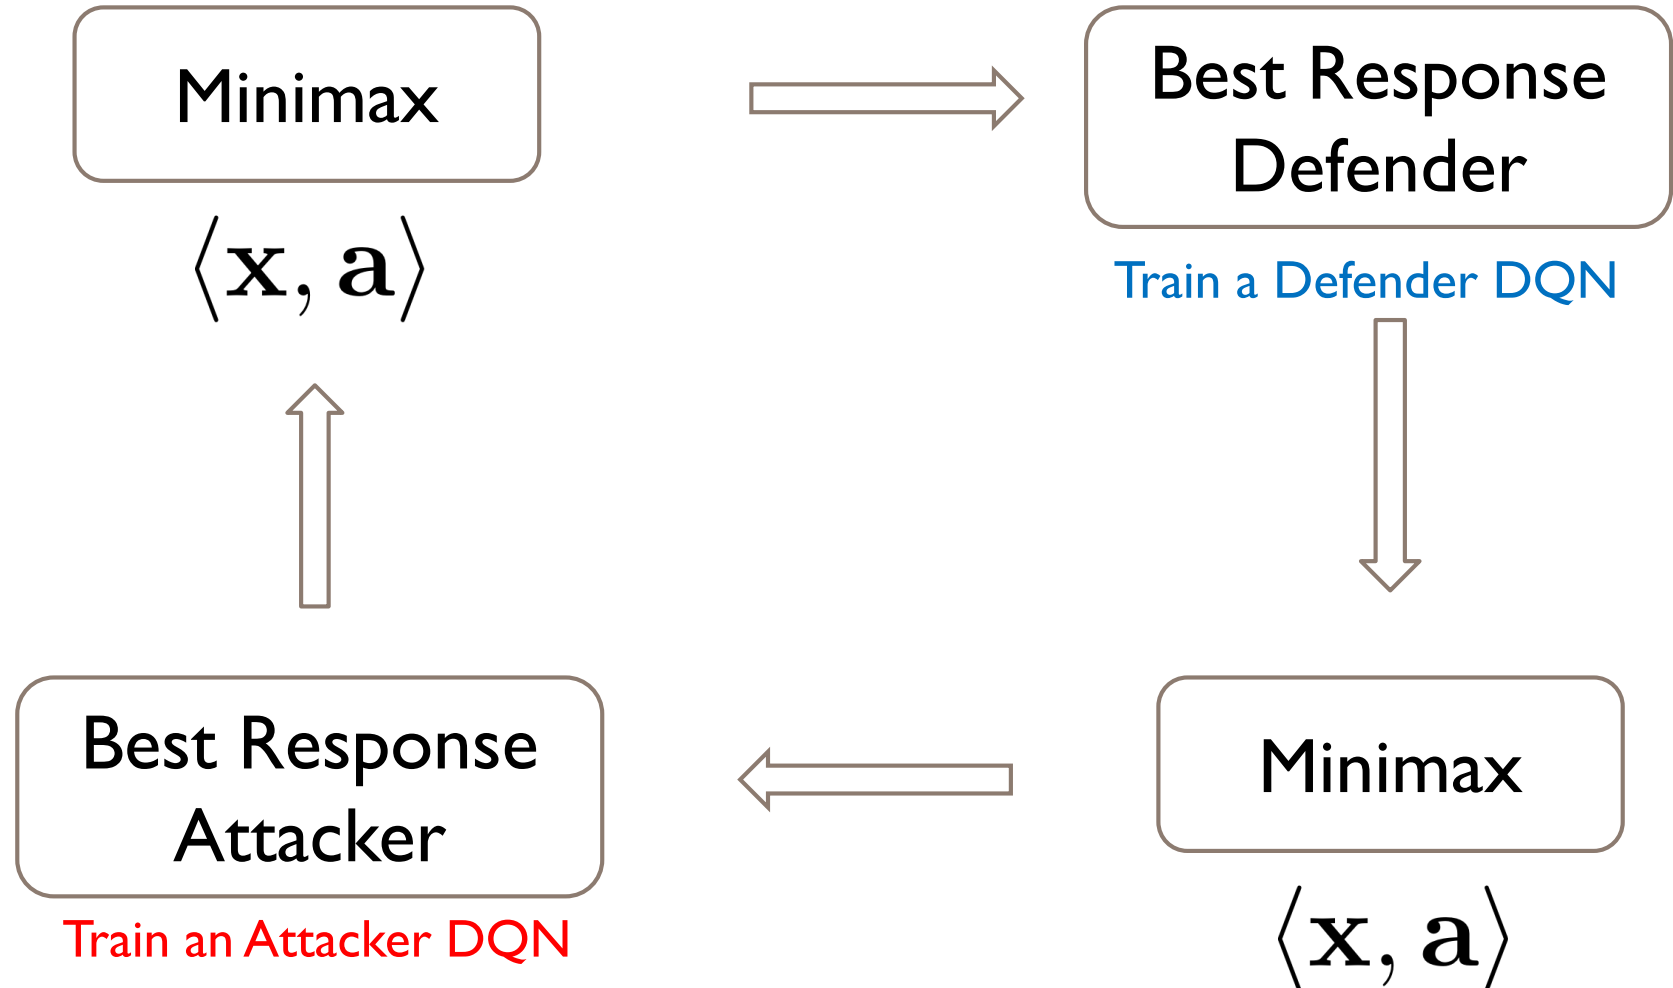 Minimax
⟨x, a⟩
Best Response
Defender
Train a Defender DQN
Best Response
Attacker
Train an Attacker DQN
Minimax
⟨x, a⟩